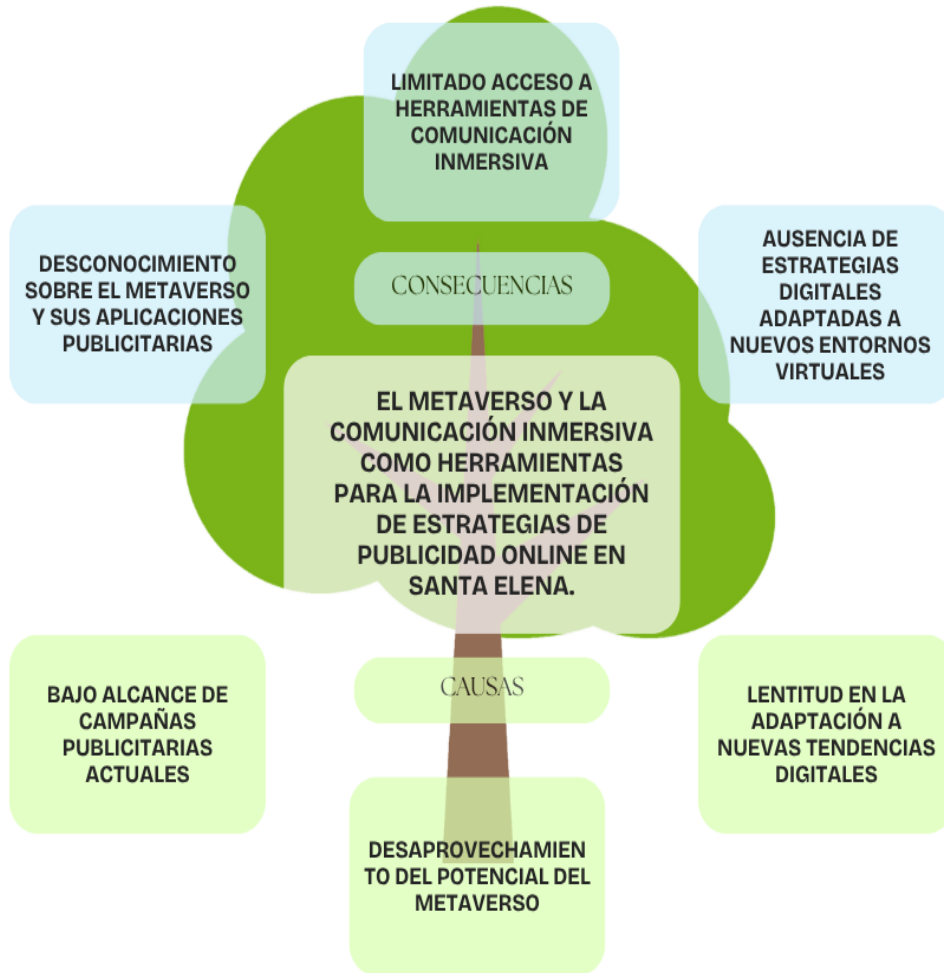 LIMITADO ACCESO A
HERRAMIENTAS DE
COMUNICACIÓN
INMERSIVA
DESCONOCIMIENTO
SOBRE EL METAVERSO
Y SUS APLICACIONES
PUBLICITARIAS
CONSECUENCIAS
AUSENCIA DE
ESTRATEGIAS
DIGITALES
ADAPTADAS A
NUEVOS ENTORNOS
VIRTUALES
EL METAVERSO Y LA
COMUNICACIÓN INMERSIVA
COMO HERRAMIENTAS
PARA LA IMPLEMENTACIÓN
DE ESTRATEGIAS DE
PUBLICIDAD ONLINE EN
SANTA ELENA.
CAUSAS
BAJO ALCANCE DE
CAMPAÑAS
PUBLICITARIAS
ACTUALES
LENTITUD EN LA
ADAPTACIÓN A
NUEVAS TENDENCIAS
DIGITALES
DESAPROVECHAMIEN
TO DEL POTENCIAL DEL
METAVERSO